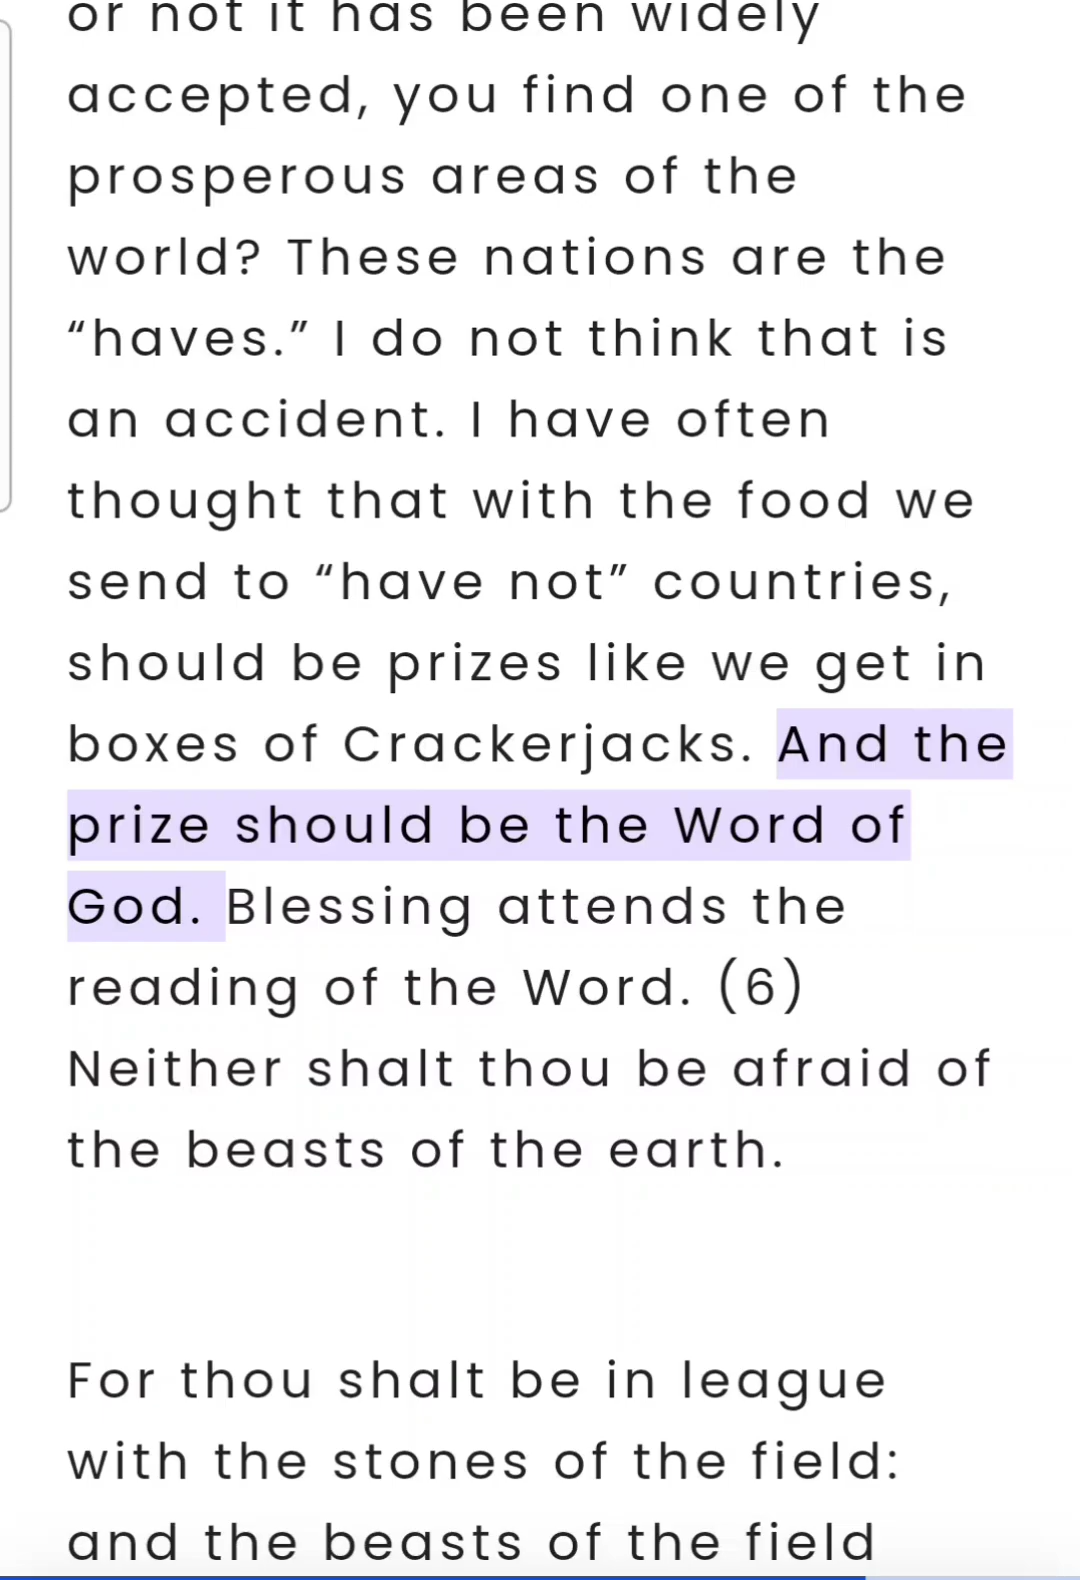 or not it has been widely
accepted, you find one of the
prosperous areas of the
world? These nations are the
“haves.” I do not think that is
an accident. I have often
thought that with the food we
send to “have not” countries,
should be prizes like we get in
boxes of Crackerjacks. And the
prize should be the Word of
God. Blessing attends the
reading of the Word. (6)
Neither shalt thou be afraid of
the beasts of the earth.
For thou shalt be in league
with the stones of the field:
and the beasts of the field